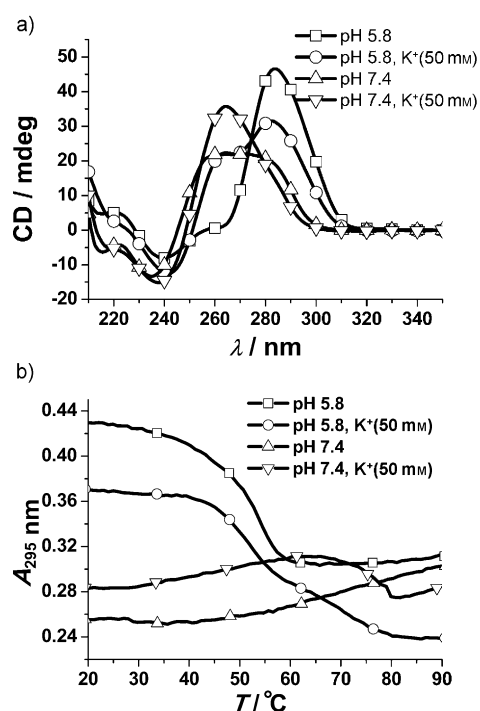 a)
pH 5.8
pH 5.8, K⁺(50 mM)
pH 7.4
pH 7.4, K⁺(50 mM)
CD / mdeg
50
40
30
20
10
0
-10
-20
220 240 260 280 300 320 340
λ / nm
b)
pH 5.8
pH 5.8, K⁺(50 mM)
pH 7.4
pH 7.4, K⁺(50 mM)
A₂₉₅ nm
0.44
0.40
0.36
0.32
0.28
0.24
20 30 40 50 60 70 80 90
T / °C